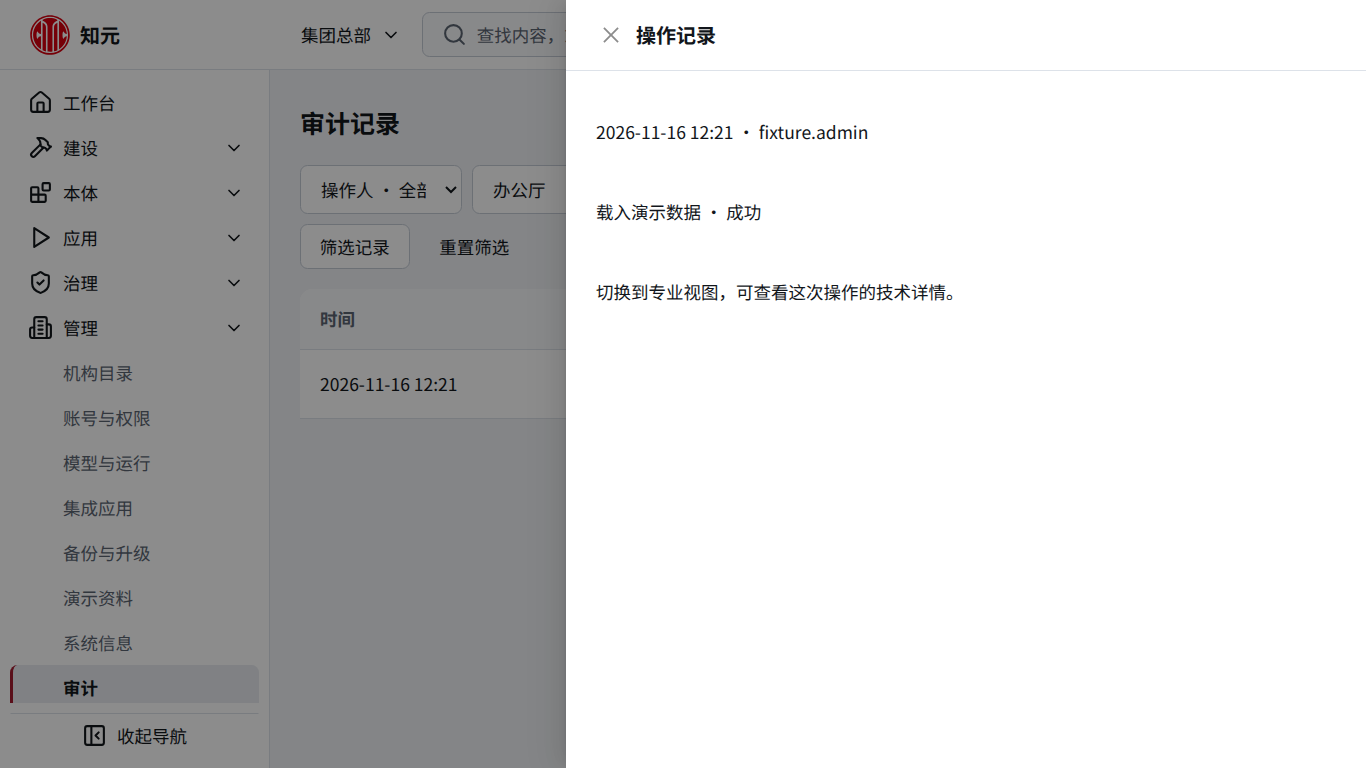 知元
集团总部
查找内容，
工作台
建设
本体
应用
治理
管理
机构目录
账号与权限
模型与运行
集成应用
备份与升级
演示资料
系统信息
审计
收起导航
审计记录
操作人 · 全部
办公厅
筛选记录
重置筛选
时间
2026-11-16 12:21
操作记录
2026-11-16 12:21 · fixture.admin
载入演示数据 · 成功
切换到专业视图，可查看这次操作的技术详情。